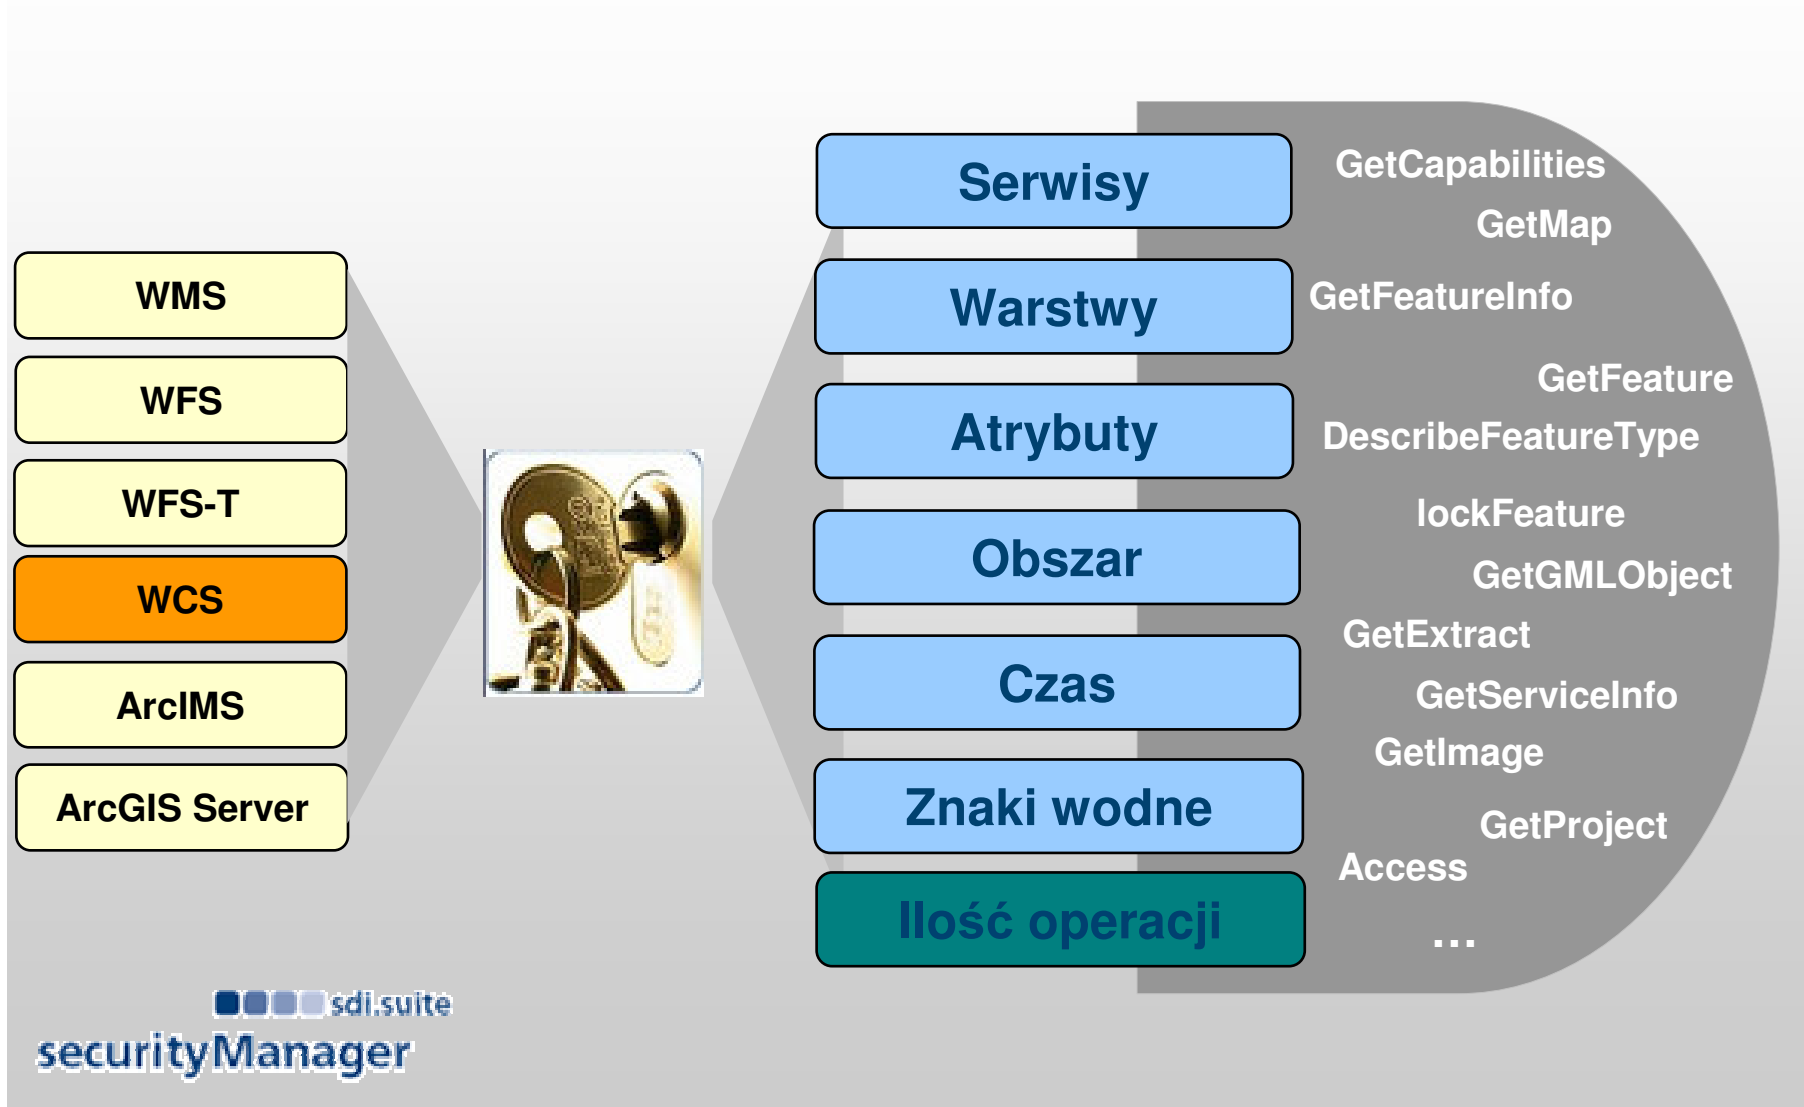 WMS
WFS
WFS-T
WCS
ArcIMS
ArcGIS Server
Serwisy
Warstwy
Atrybuty
Obszar
Czas
Znaki wodne
Ilość operacji
GetCapabilities
GetMap
GetFeatureInfo
GetFeature
DescribeFeatureType
lockFeature
GetGMLObject
GetExtract
GetServiceInfo
GetImage
GetProject
Access
...
sdi.suite
securityManager